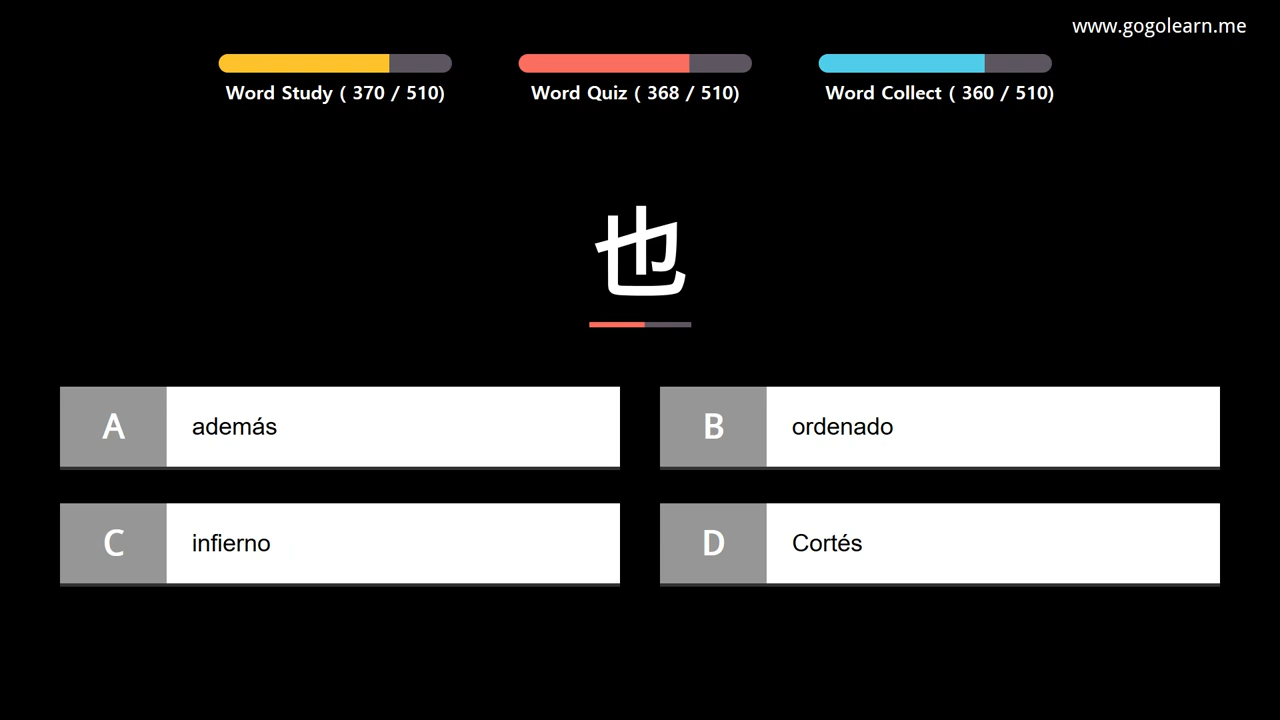 www.gogolearn.me
Word Study ( 370 / 510)
Word Quiz ( 368 / 510)
Word Collect ( 360 / 510)
也
A además
B ordenado
C infierno
D Cortés